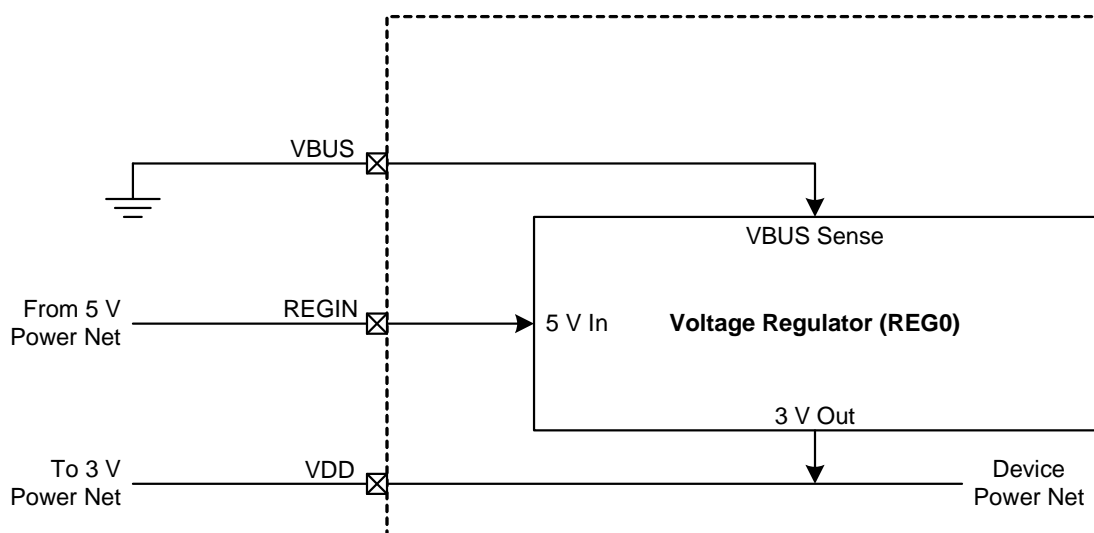 VBUS
VBUS Sense
From 5 V
Power Net
REGIN
5 V In
Voltage Regulator (REG0)
3 V Out
To 3 V
Power Net
VDD
Device
Power Net